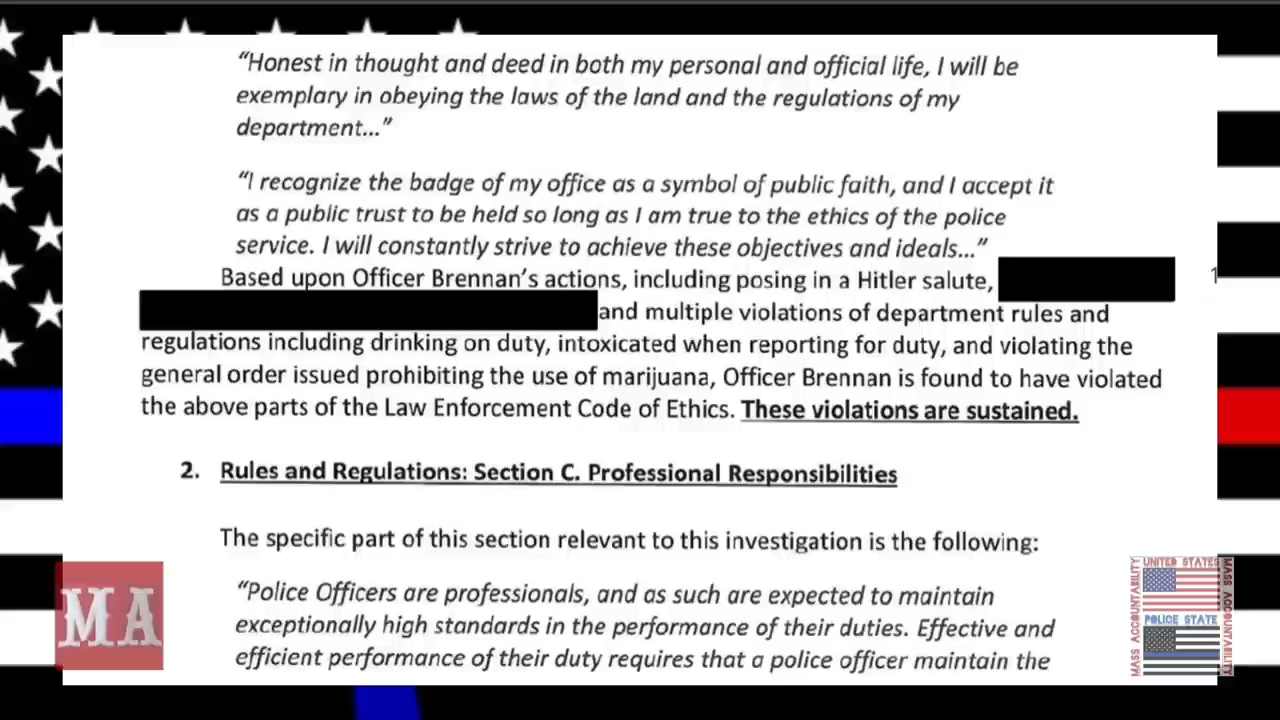 “Honest in thought and deed in both my personal and official life, I will be
exemplary in obeying the laws of the land and the regulations of my
department...”
“I recognize the badge of my office as a symbol of public faith, and I accept it
as a public trust to be held so long as I am true to the ethics of the police
service. I will constantly strive to achieve these objectives and ideals...”
Based upon Officer Brennan’s actions, including posing in a Hitler salute,
and multiple violations of department rules and
regulations including drinking on duty, intoxicated when reporting for duty, and violating the
general order issued prohibiting the use of marijuana, Officer Brennan is found to have violated
the above parts of the Law Enforcement Code of Ethics. These violations are sustained.
2. Rules and Regulations: Section C. Professional Responsibilities
The specific part of this section relevant to this investigation is the following:
“Police Officers are professionals, and as such are expected to maintain
exceptionally high tandards in the performance of their duties. Effective and
efficient performance of their duty requires that a police officer maintain the
MA
UNITED STATES
POLICE STATE
MASS ACCOUNTABILITY
MASS ACCOUNTABILITY